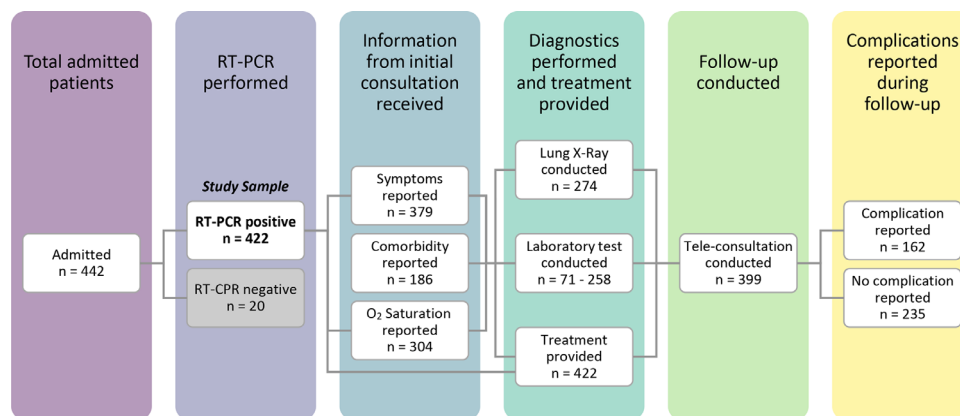 Total admitted
patients
RT-PCR
performed
Information
from initial
consultation
received
Diagnostics
performed
and treatment
provided
Follow-up
conducted
Complications
reported
during
follow-up
Admitted
n = 442
Study Sample
RT-PCR positive
n = 422
RT-CPR negative
n = 20
Symptoms
reported
n = 379
Comorbidity
reported
n = 186
O₂ Saturation
reported
n = 304
Lung X-Ray
conducted
n = 274
Laboratory test
conducted
n = 71 - 258
Treatment
provided
n = 422
Tele-consultation
conducted
n = 399
Complication
reported
n = 162
No complication
reported
n = 235